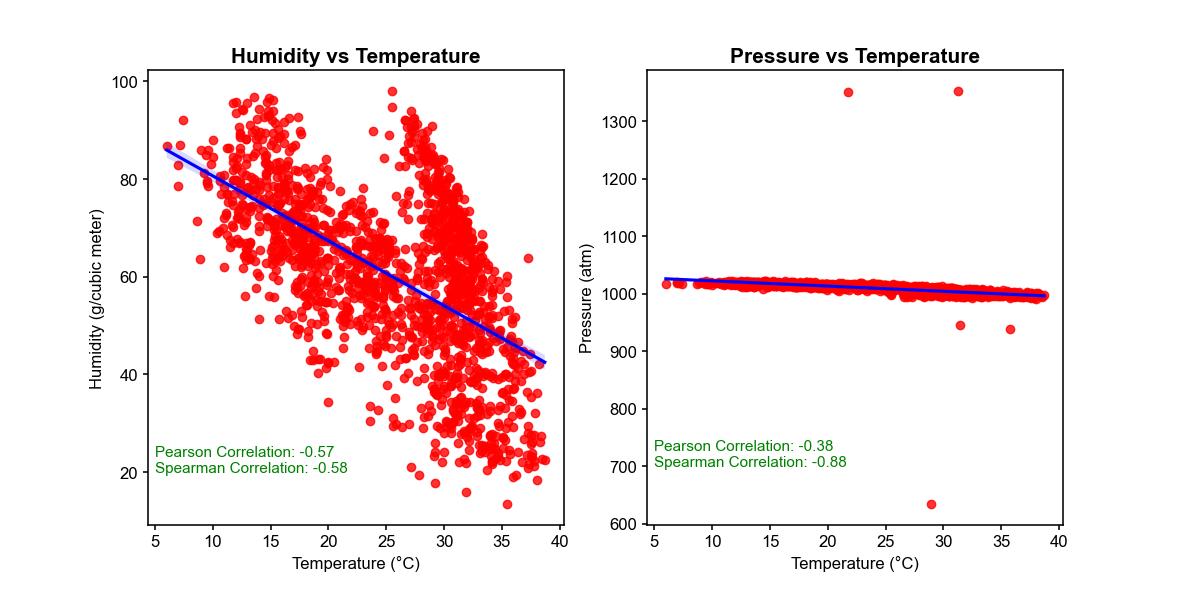 Humidity vs Temperature
Humidity (g/cubic meter)
100
80
60
40
20
Pearson Correlation: -0.57
Spearman Correlation: -0.58
5 10 15 20 25 30 35 40
Temperature (°C)
Pressure vs Temperature
Pressure (atm)
1300
1200
1100
1000
900
800
700
600
Pearson Correlation: -0.38
Spearman Correlation: -0.88
5 10 15 20 25 30 35 40
Temperature (°C)